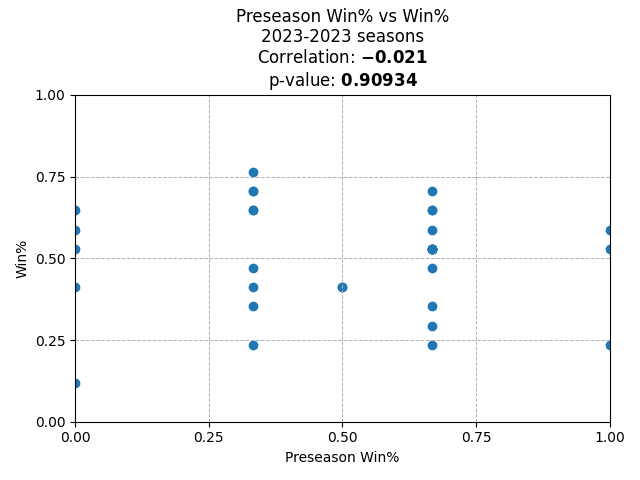 Preseason Win% vs Win%
2023-2023 seasons
Correlation: −0.021
p-value: 0.90934
1.00
0.75
0.50
0.25
0.00
Win%
0.00 0.25 0.50 0.75 1.00
Preseason Win%